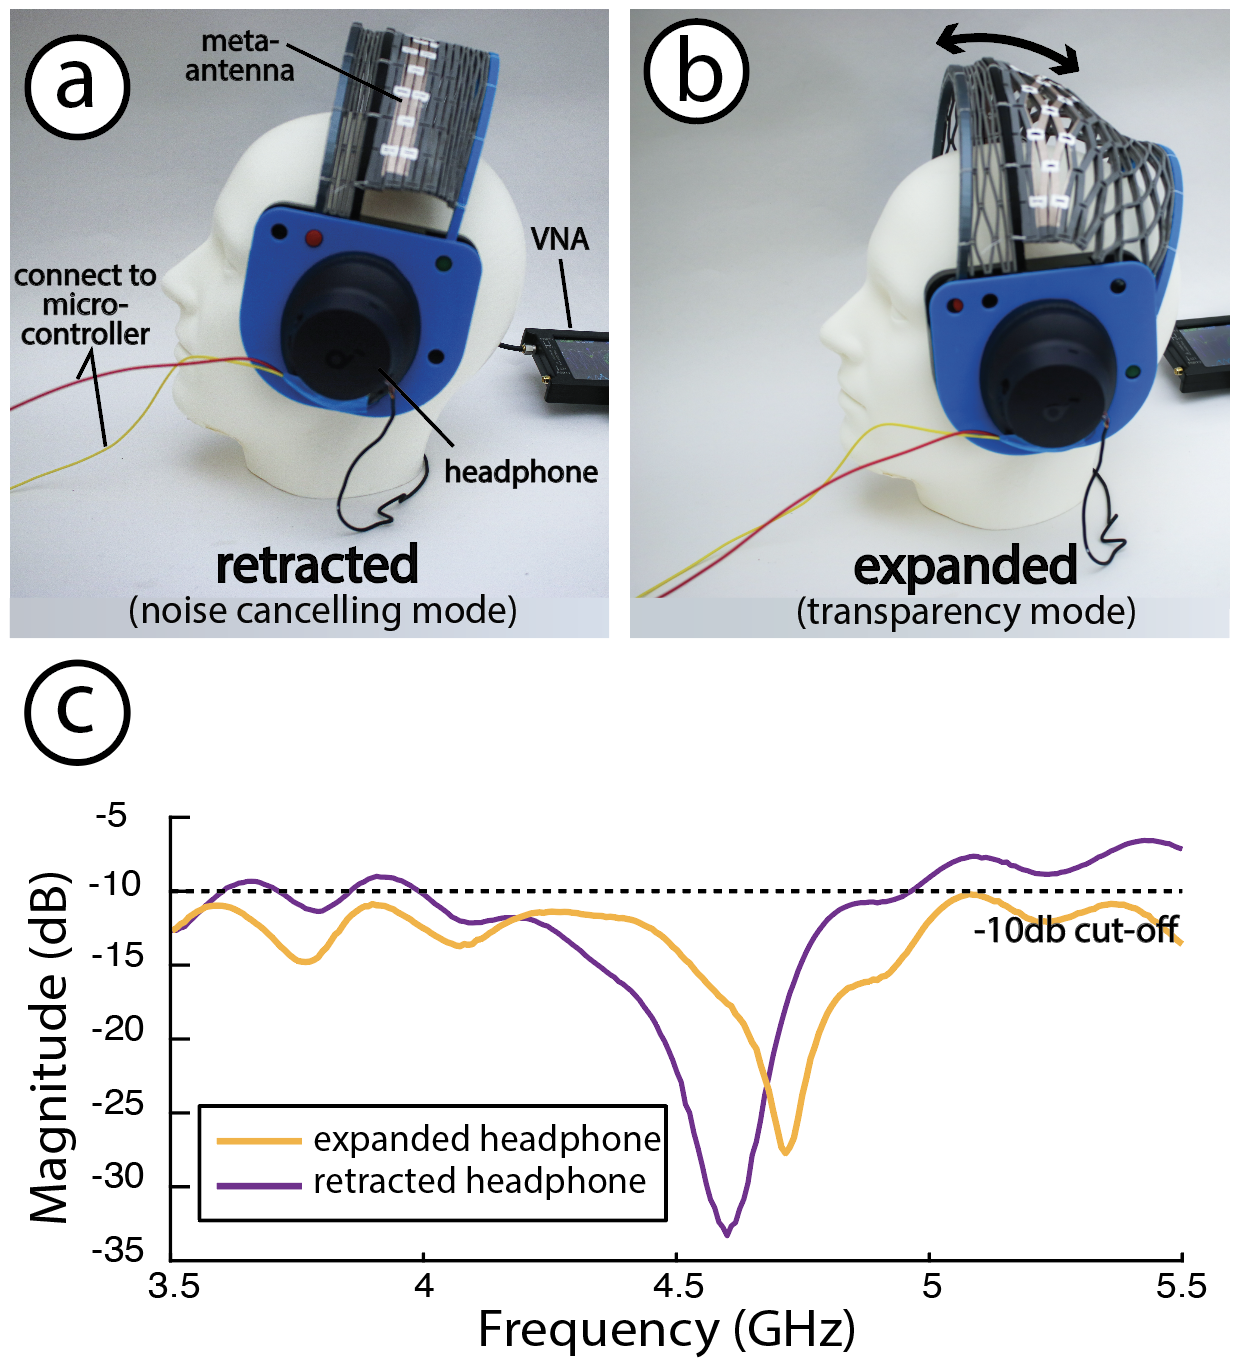 a
meta-
antenna
VNA
connect to
micro-
controller
headphone
retracted
(noise cancelling mode)
b
expanded
(transparency mode)
c
-5
-10
-15
-20
-25
-30
-35
Magnitude (dB)
-10db cut-off
expanded headphone
retracted headphone
3.5 4 4.5 5 5.5
Frequency (GHz)